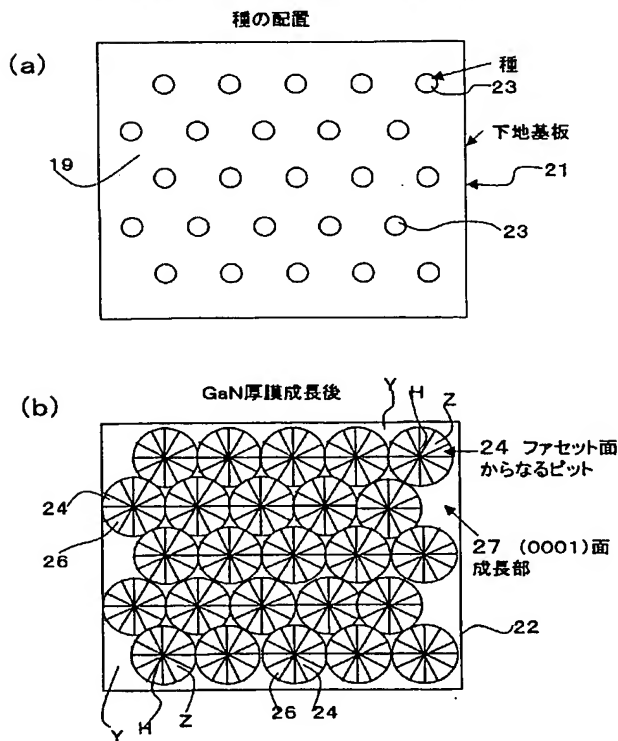 種の配置
(a)
種
23
下地基板
19
21
23
GaN厚膜成長後
(b)
Y
H
Z
24 ファセット面
からなるピット
24
26
27 (0001)面
成長部
22
Y
H
Z
26
24